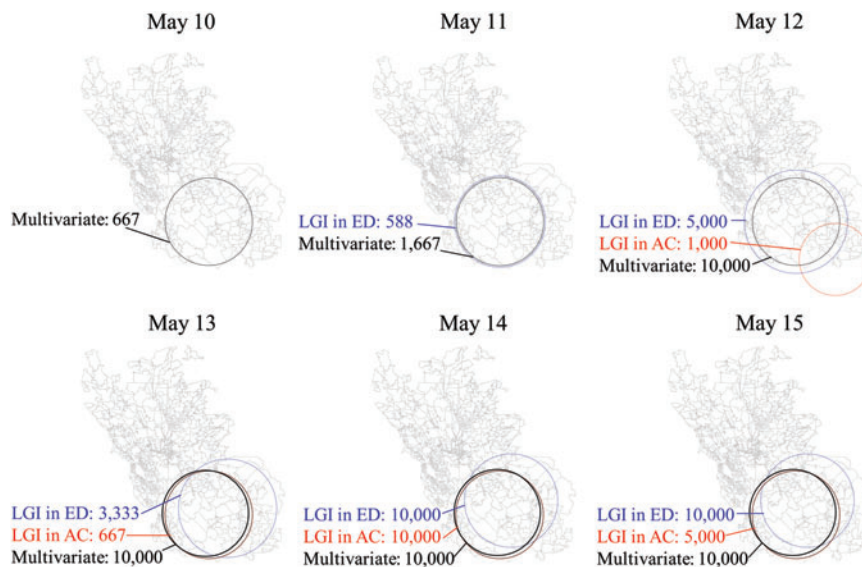 May 10
May 11
May 12
Multivariate: 667
LGI in ED: 588
Multivariate: 1,667
LGI in ED: 5,000
LGI in AC: 1,000
Multivariate: 10,000
May 13
May 14
May 15
LGI in ED: 3,333
LGI in AC: 667
Multivariate: 10,000
LGI in ED: 10,000
LGI in AC: 10,000
Multivariate: 10,000
LGI in ED: 10,000
LGI in AC: 5,000
Multivariate: 10,000